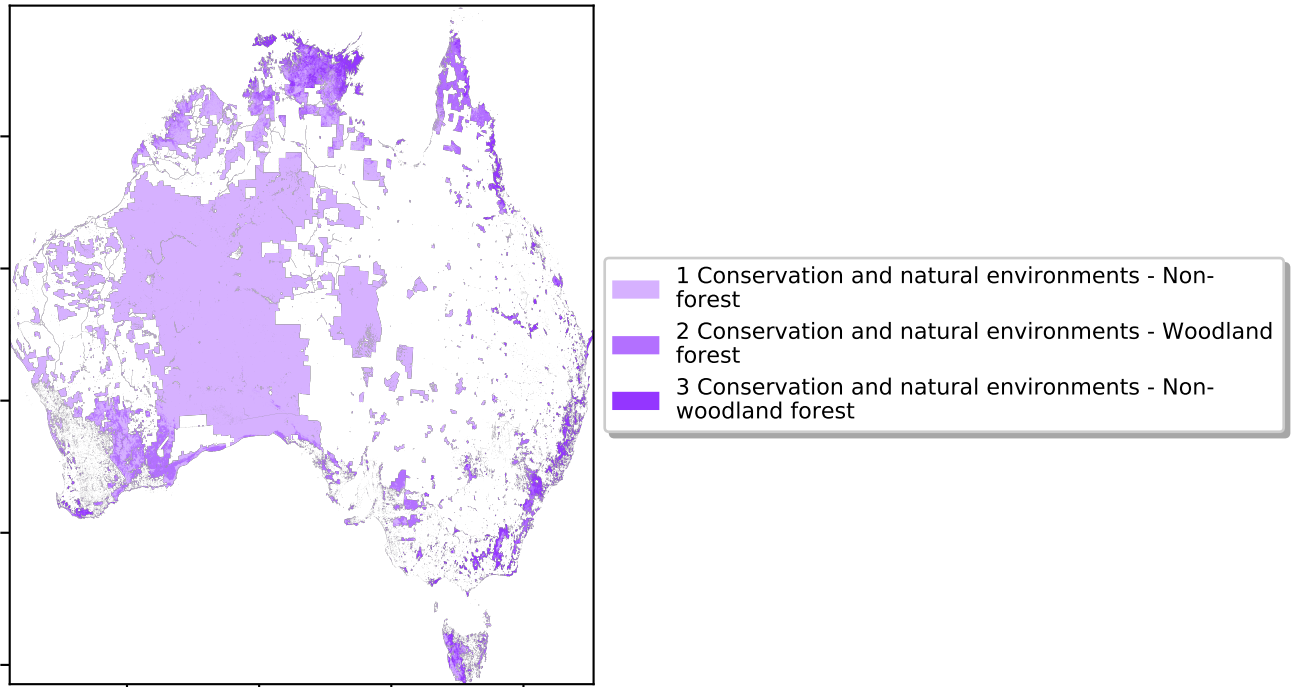 1 Conservation and natural environments - Non-
forest
2 Conservation and natural environments - Woodland
forest
3 Conservation and natural environments - Non-
woodland forest